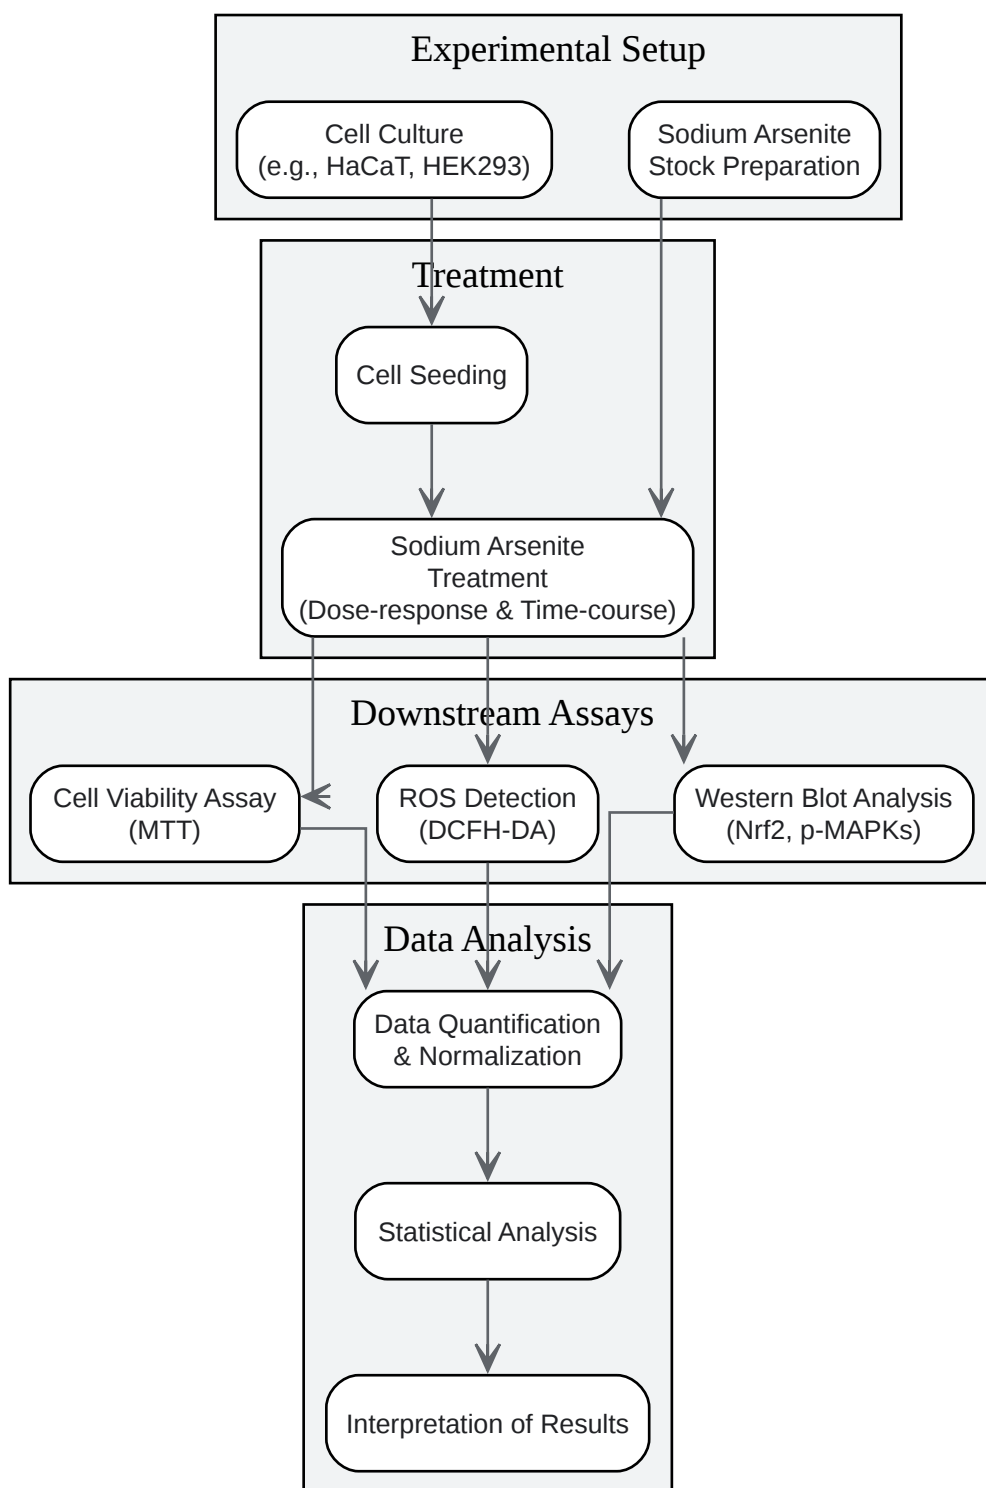 Experimental Setup
Cell Culture
(e.g., HaCaT, HEK293)
Sodium Arsenite
Stock Preparation
Treatment
Cell Seeding
Sodium Arsenite
Treatment
(Dose-response & Time-course)
Downstream Assays
Cell Viability Assay
(MTT)
ROS Detection
(DCFH-DA)
Western Blot Analysis
(Nrf2, p-MAPKs)
Data Analysis
Data Quantification
& Normalization
Statistical Analysis
Interpretation of Results